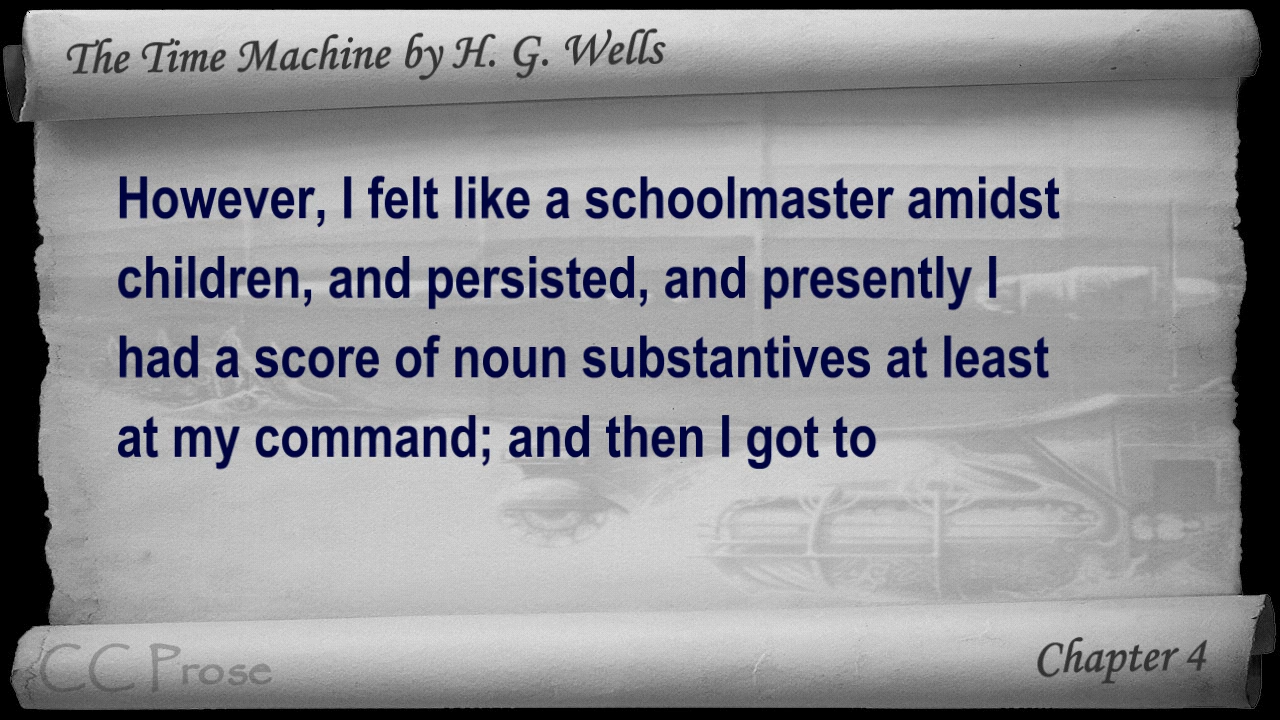 The Time Machine by H. G. Wells
However, I felt like a schoolmaster amidst
children, and persisted, and presently I
had a score of noun substantives at least
at my command; and then I got to
CC Prose
Chapter 4